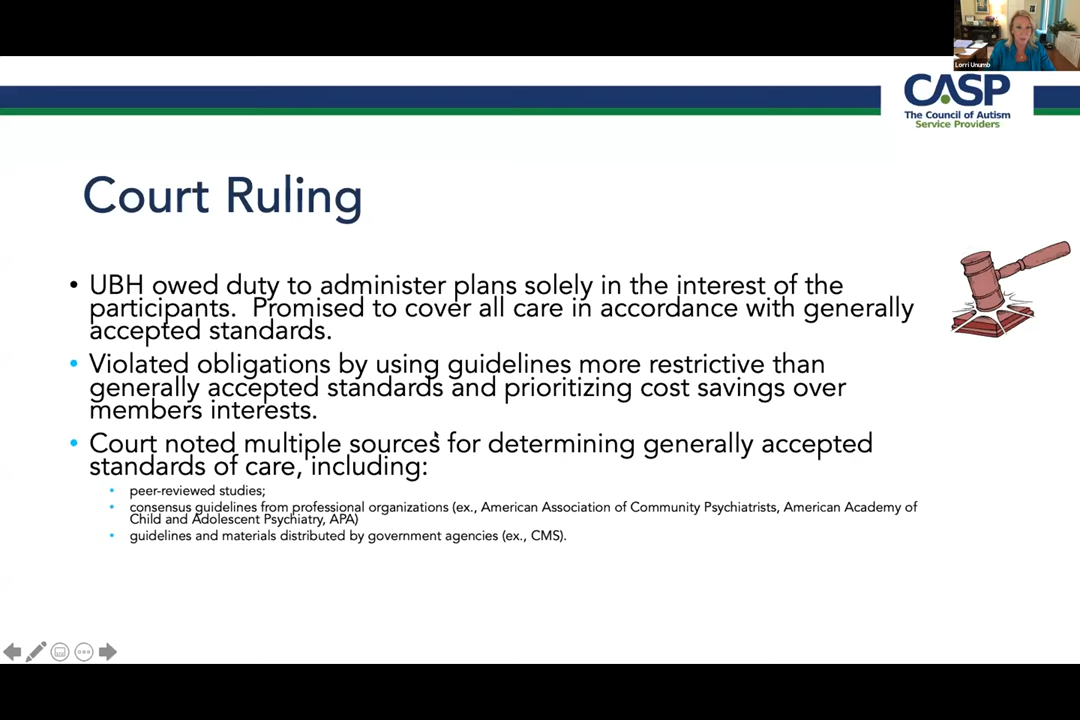 Lorri Unumb
CASP
The Council of Autism
Service Providers
Court Ruling
• UBH owed duty to administer plans solely in the interest of the
participants.  Promised to cover all care in accordance with generally
accepted standards.
• Violated obligations by using guidelines more restrictive than
generally accepted standards and prioritizing cost savings over
members interests.
• Court noted multiple sources for determining generally accepted
standards of care, including:
• peer-reviewed studies;
• consensus guidelines from professional organizations (ex., American Association of Community Psychiatrists, American Academy of
Child and Adolescent Psychiatry, APA)
• guidelines and materials distributed by government agencies (ex., CMS).